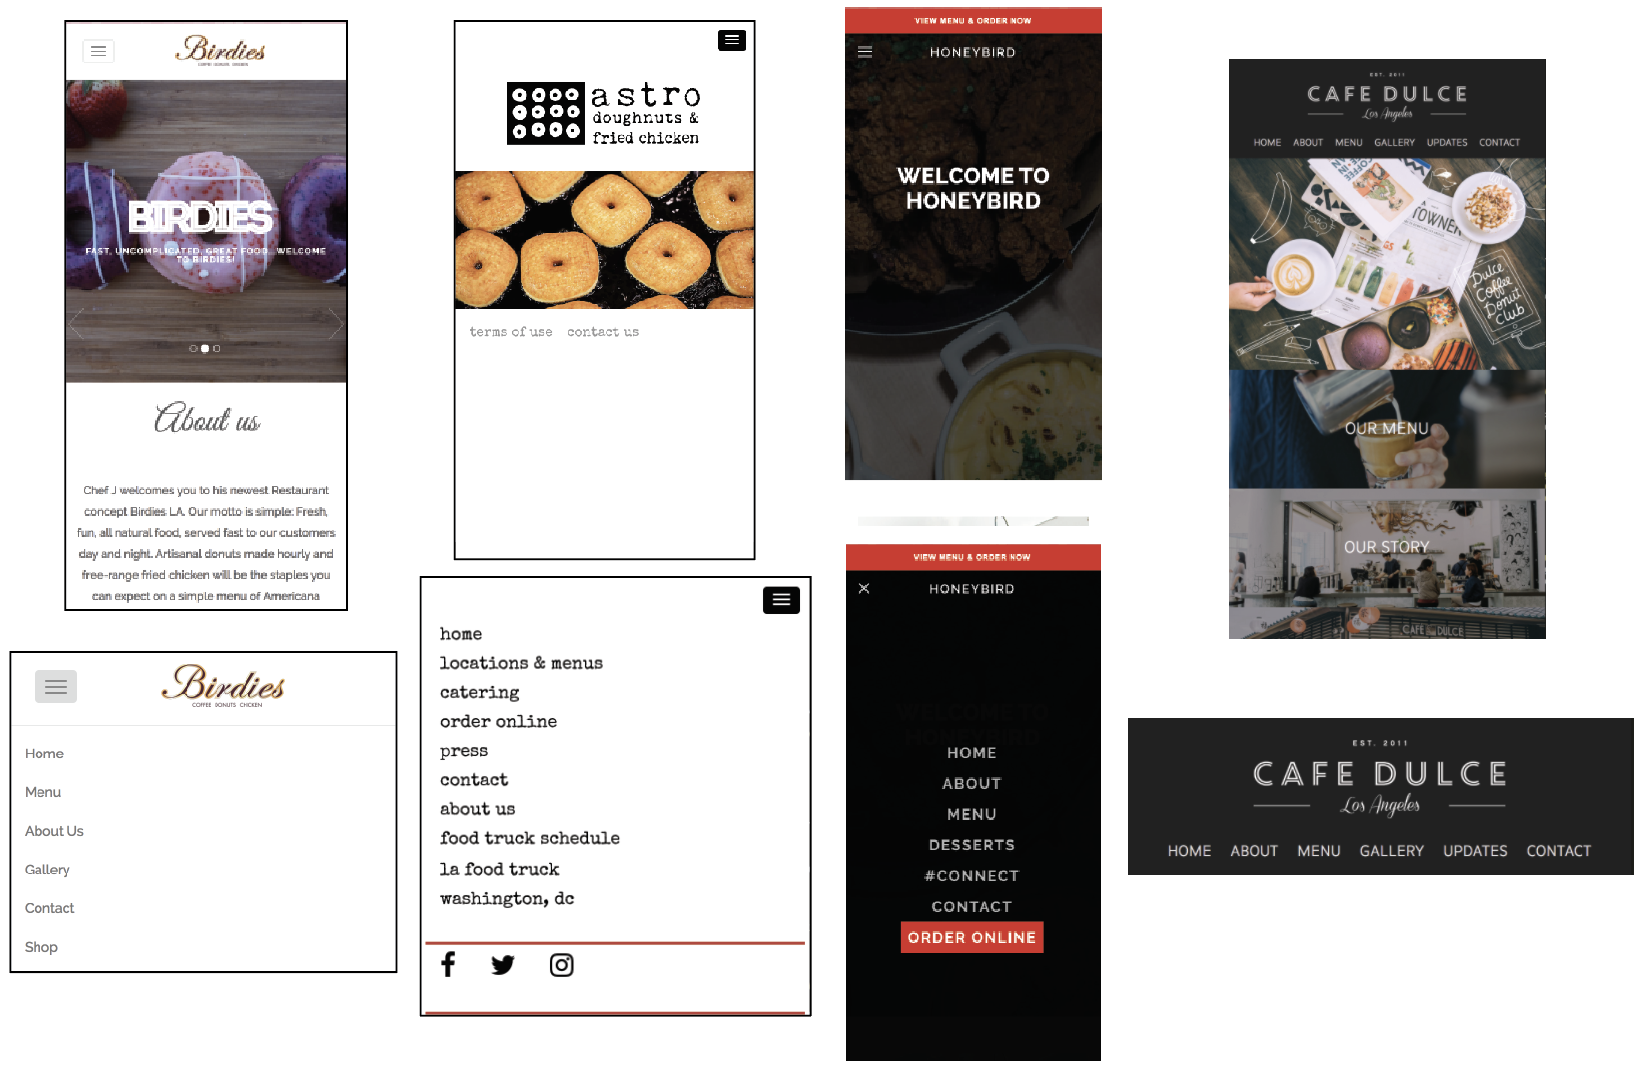 Birdies
COFFEE DONUTS CHICKEN
BIRDIES
FAST, UNCOMPLICATED, GREAT FOOD...WELCOME
TO BIRDIES!
About us
Chef J welcomes you to his newest Restaurant
concept Birdies LA. Our motto is simple: Fresh,
fun, all natural food, served fast to our customers
day and night. Artisanal donuts made hourly and
free-range fried chicken will be the staples you
can expect on a simple menu of Americana
Birdies
COFFEE DONUTS CHICKEN
Home
Menu
About Us
Gallery
Contact
Shop
astro
doughnuts &
fried chicken
terms of use contact us
home
locations & menus
catering
order online
press
contact
about us
food truck schedule
la food truck
washington, dc
VIEW MENU & ORDER NOW
HONEYBIRD
WELCOME TO
HONEYBIRD
VIEW MENU & ORDER NOW
HONEYBIRD
WELCOME TO
HONEYBIRD
HOME
ABOUT
MENU
DESSERTS
#CONNECT
CONTACT
ORDER ONLINE
EST. 2011
CAFE DULCE
Los Angeles
HOME ABOUT MENU GALLERY UPDATES CONTACT
TOWNER
Dulce
Coffee
Donut
Club
OUR MENU
OUR STORY
CAFE DULCE
EST. 2011
CAFE DULCE
Los Angeles
HOME ABOUT MENU GALLERY UPDATES CONTACT